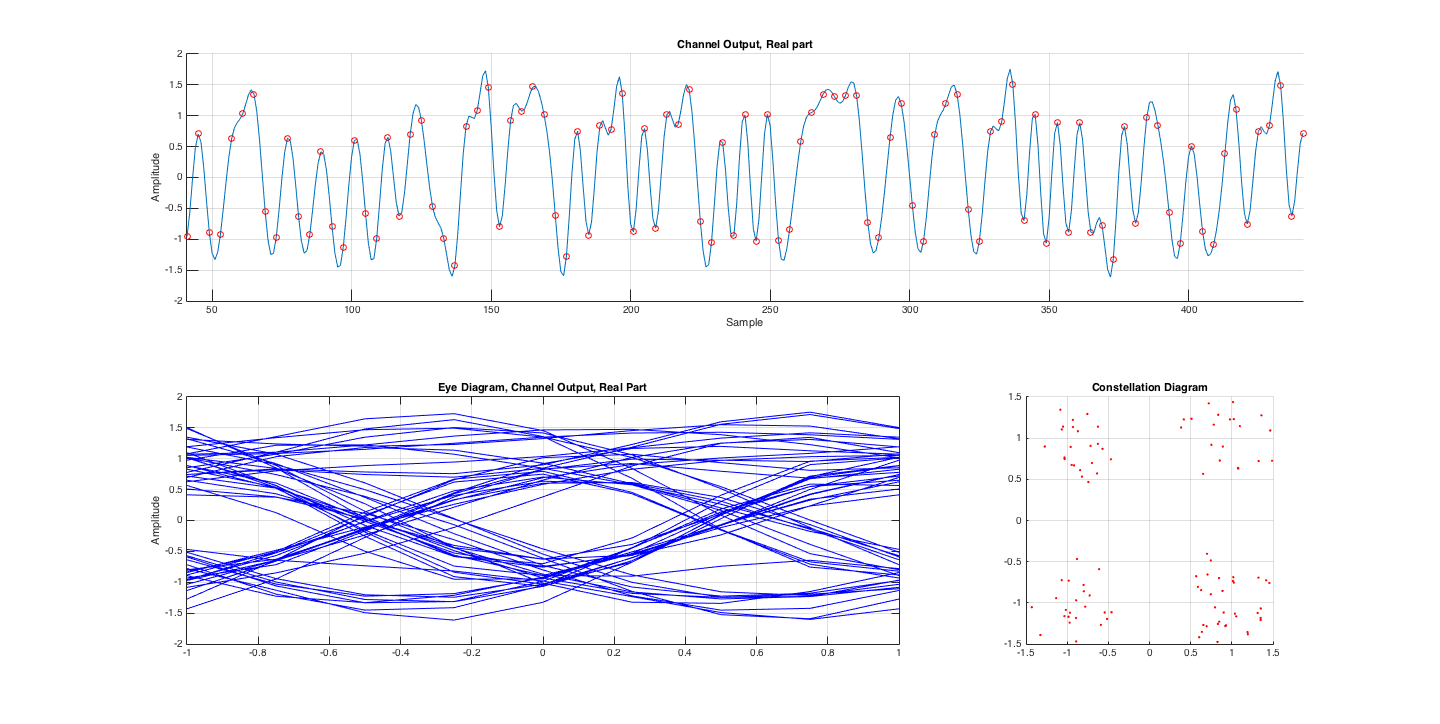 Channel Output, Real part
2
1.5
1
0.5
0
-0.5
-1
-1.5
-2
Amplitude
50 100 150 200 250 300 350 400
Sample
Eye Diagram, Channel Output, Real Part
2
1.5
1
0.5
0
-0.5
-1
-1.5
-2
Amplitude
-1 -0.8 -0.6 -0.4 -0.2 0 0.2 0.4 0.6 0.8 1
Constellation Diagram
1.5
1
0.5
0
-0.5
-1
-1.5
-1.5 -1 -0.5 0 0.5 1 1.5